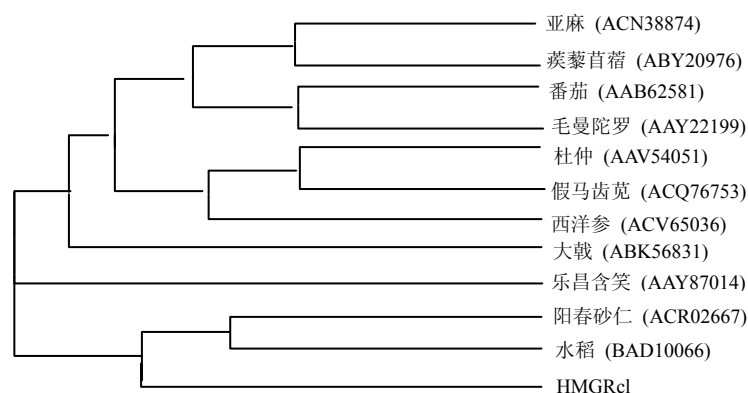 亚麻 (ACN38874)
蒺藜苜蓿 (ABY20976)
番茄 (AAB62581)
毛曼陀罗 (AAY22199)
杜仲 (AAV54051)
假马齿苋 (ACQ76753)
西洋参 (ACV65036)
大戟 (ABK56831)
乐昌含笑 (AAY87014)
阳春砂仁 (ACR02667)
水稻 (BAD10066)
HMGRcl